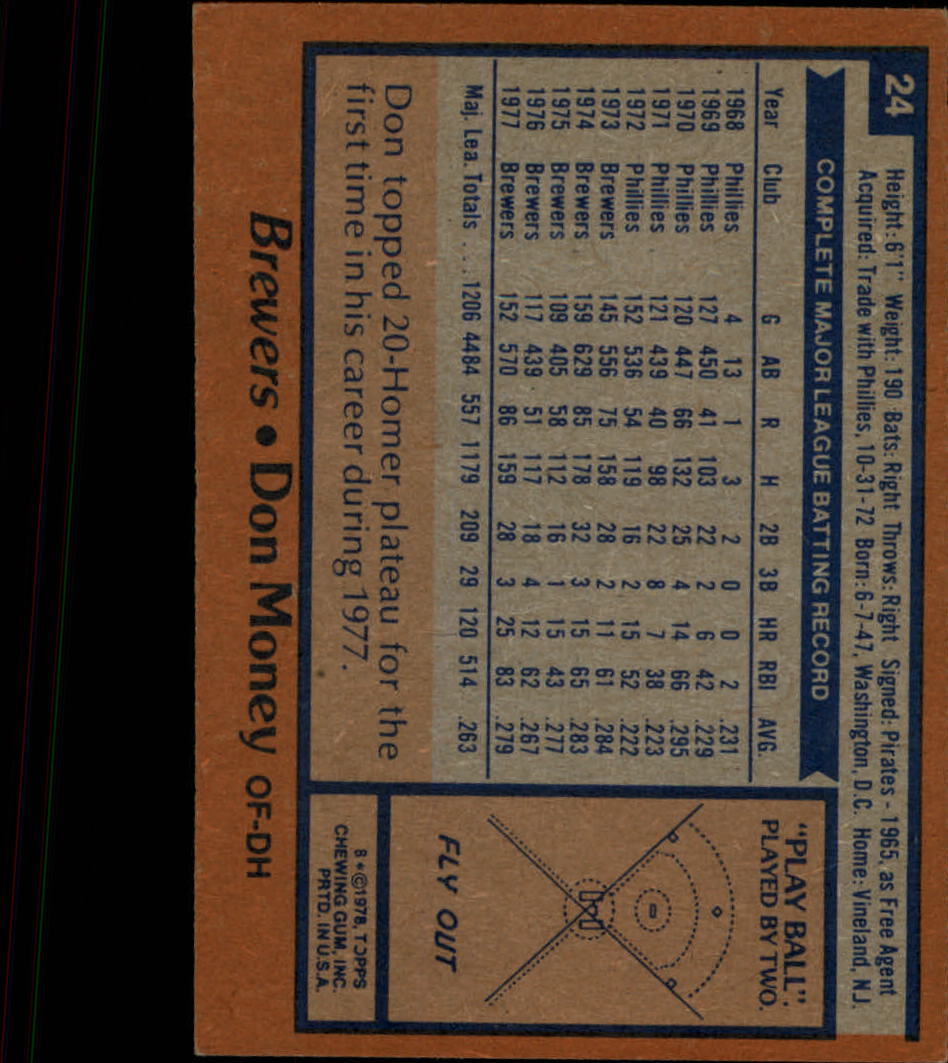 24
Height: 6'1" Weight: 190 Bats: Right Throws: Right Signed: Pirates - 1965, as Free Agent
Acquired: Trade with Phillies, 10-31-72 Born: 6-7-47, Washington, D.C. Home: Vineland, N.J.
COMPLETE MAJOR LEAGUE BATTING RECORD
Year Club G AB R H 2B 3B HR RBI AVG.
1968 Phillies 4 13 1 3 2 0 0 2 .231
1969 Phillies 127 450 41 103 22 2 6 42 .229
1970 Phillies 120 447 66 132 25 4 14 66 .295
1971 Phillies 121 439 40 98 22 8 7 38 .223
1972 Phillies 152 536 54 119 16 2 15 52 .222
1973 Brewers 145 556 75 158 28 2 11 61 .284
1974 Brewers 159 629 85 178 32 3 15 65 .283
1975 Brewers 109 405 58 112 16 1 15 43 .277
1976 Brewers 117 439 51 117 18 4 12 62 .267
1977 Brewers 152 570 86 159 28 3 25 83 .279
Maj. Lea. Totals ... 1206 4484 557 1179 209 29 120 514 .263
Don topped 20-Homer plateau for the
first time in his career during 1977.
"PLAY BALL".
PLAYED BY TWO.
FLY OUT
B * ©1978, TOPPS
CHEWING GUM, INC.
PRTD. IN U.S.A.
Brewers • Don Money OF-DH